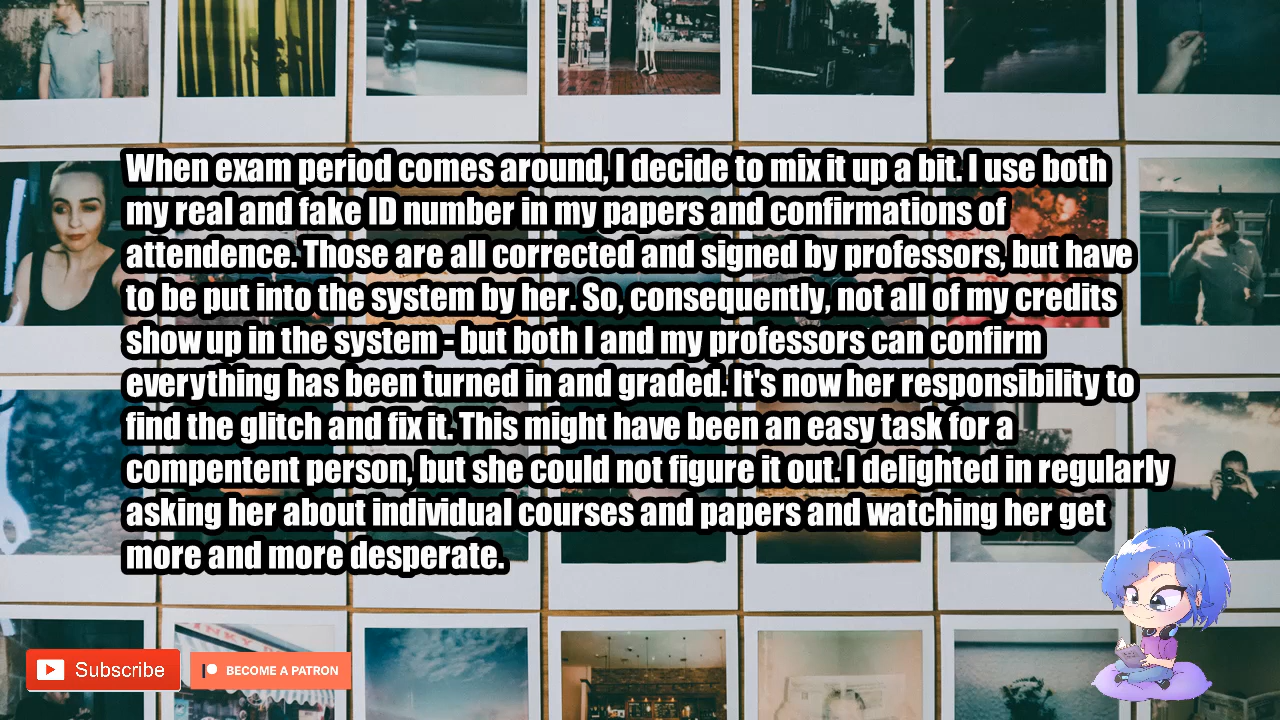 When exam period comes around, I decide to mix it up a bit. I use both
my real and fake ID number in my papers and confirmations of
attendence. Those are all corrected and signed by professors, but have
to be put into the system by her. So, consequently, not all of my credits
show up in the system - but both I and my professors can confirm
everything has been turned in and graded. It's now her responsibility to
find the glitch and fix it. This might have been an easy task for a
compentent person, but she could not figure it out. I delighted in regularly
asking her about individual courses and papers and watching her get
more and more desperate.
Subscribe
BECOME A PATRON